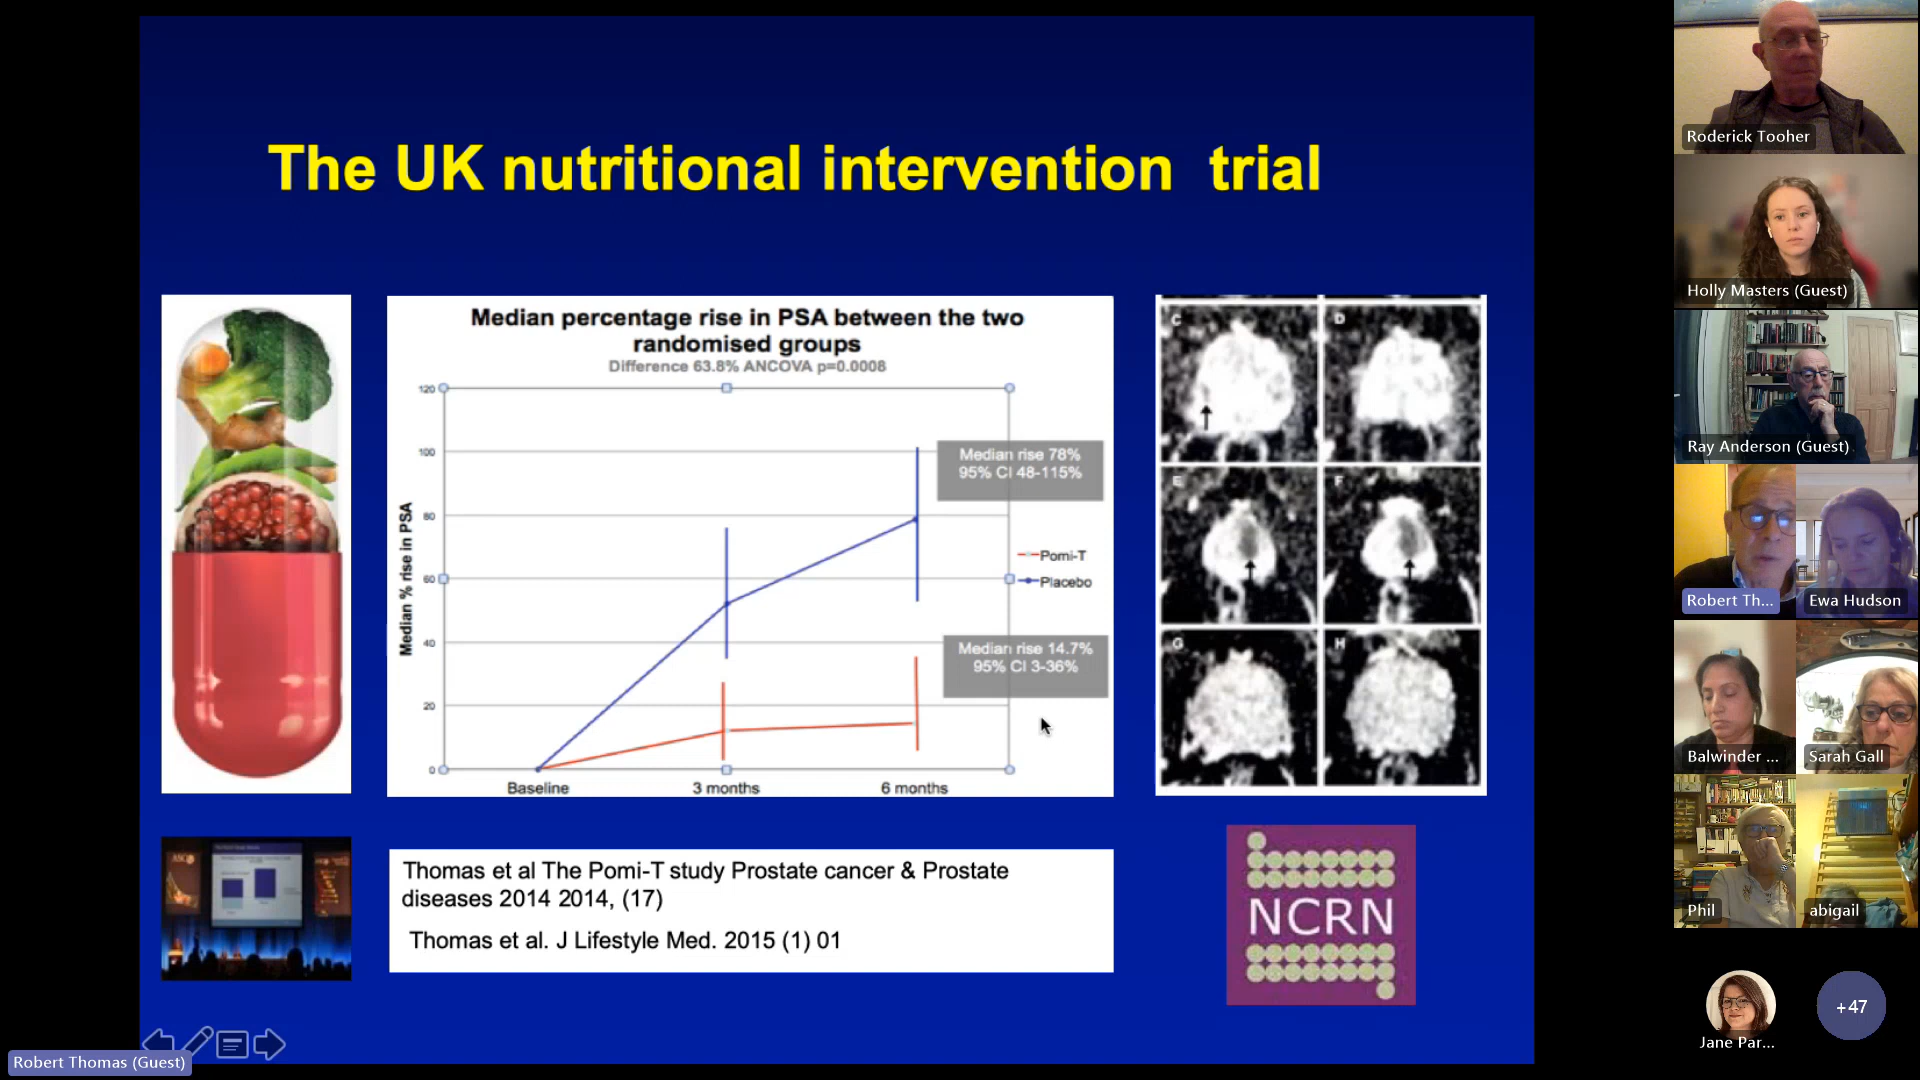 The UK nutritional intervention trial
Median percentage rise in PSA between the two
randomised groups
Difference 63.8% ANCOVA p=0.0008
120
100
80
60
40
20
0
Median % rise in PSA
Baseline
3 months
6 months
Median rise 78%
95% CI 48-115%
Pomi-T
Placebo
Median rise 14.7%
95% CI 3-36%
C
D
E
F
G
H
ASCO
Thomas et al The Pomi-T study Prostate cancer & Prostate
diseases 2014 2014, (17)
Thomas et al. J Lifestyle Med. 2015 (1) 01
NCRN
Robert Thomas (Guest)
Roderick Tooher
Holly Masters (Guest)
Ray Anderson (Guest)
Robert Th...
Ewa Hudson
Balwinder ...
Sarah Gall
Phil
abigail
Jane Par...
+47